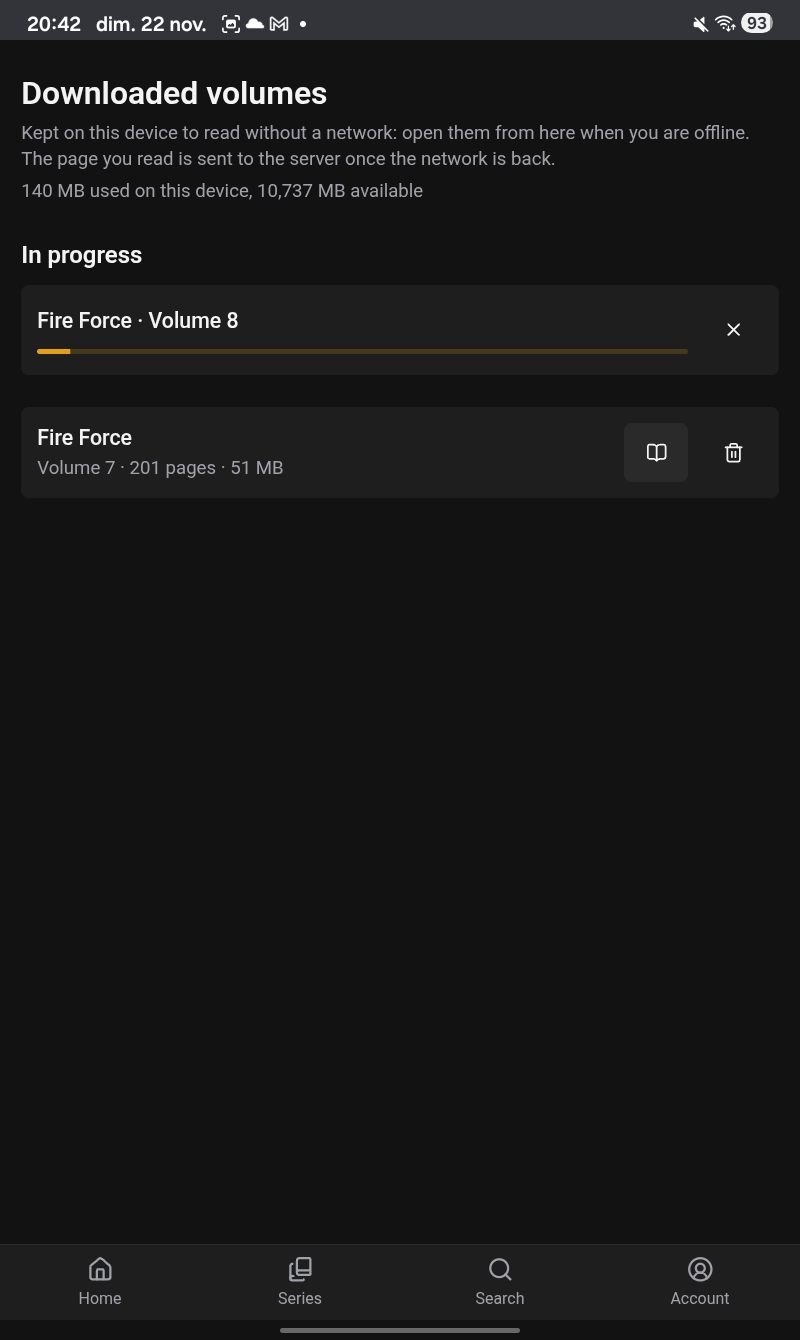 20:42 dim. 22 nov.
93
Downloaded volumes
Kept on this device to read without a network: open them from here when you are offline.
The page you read is sent to the server once the network is back.
140 MB used on this device, 10,737 MB available
In progress
Fire Force · Volume 8
Fire Force
Volume 7 · 201 pages · 51 MB
Home
Series
Search
Account